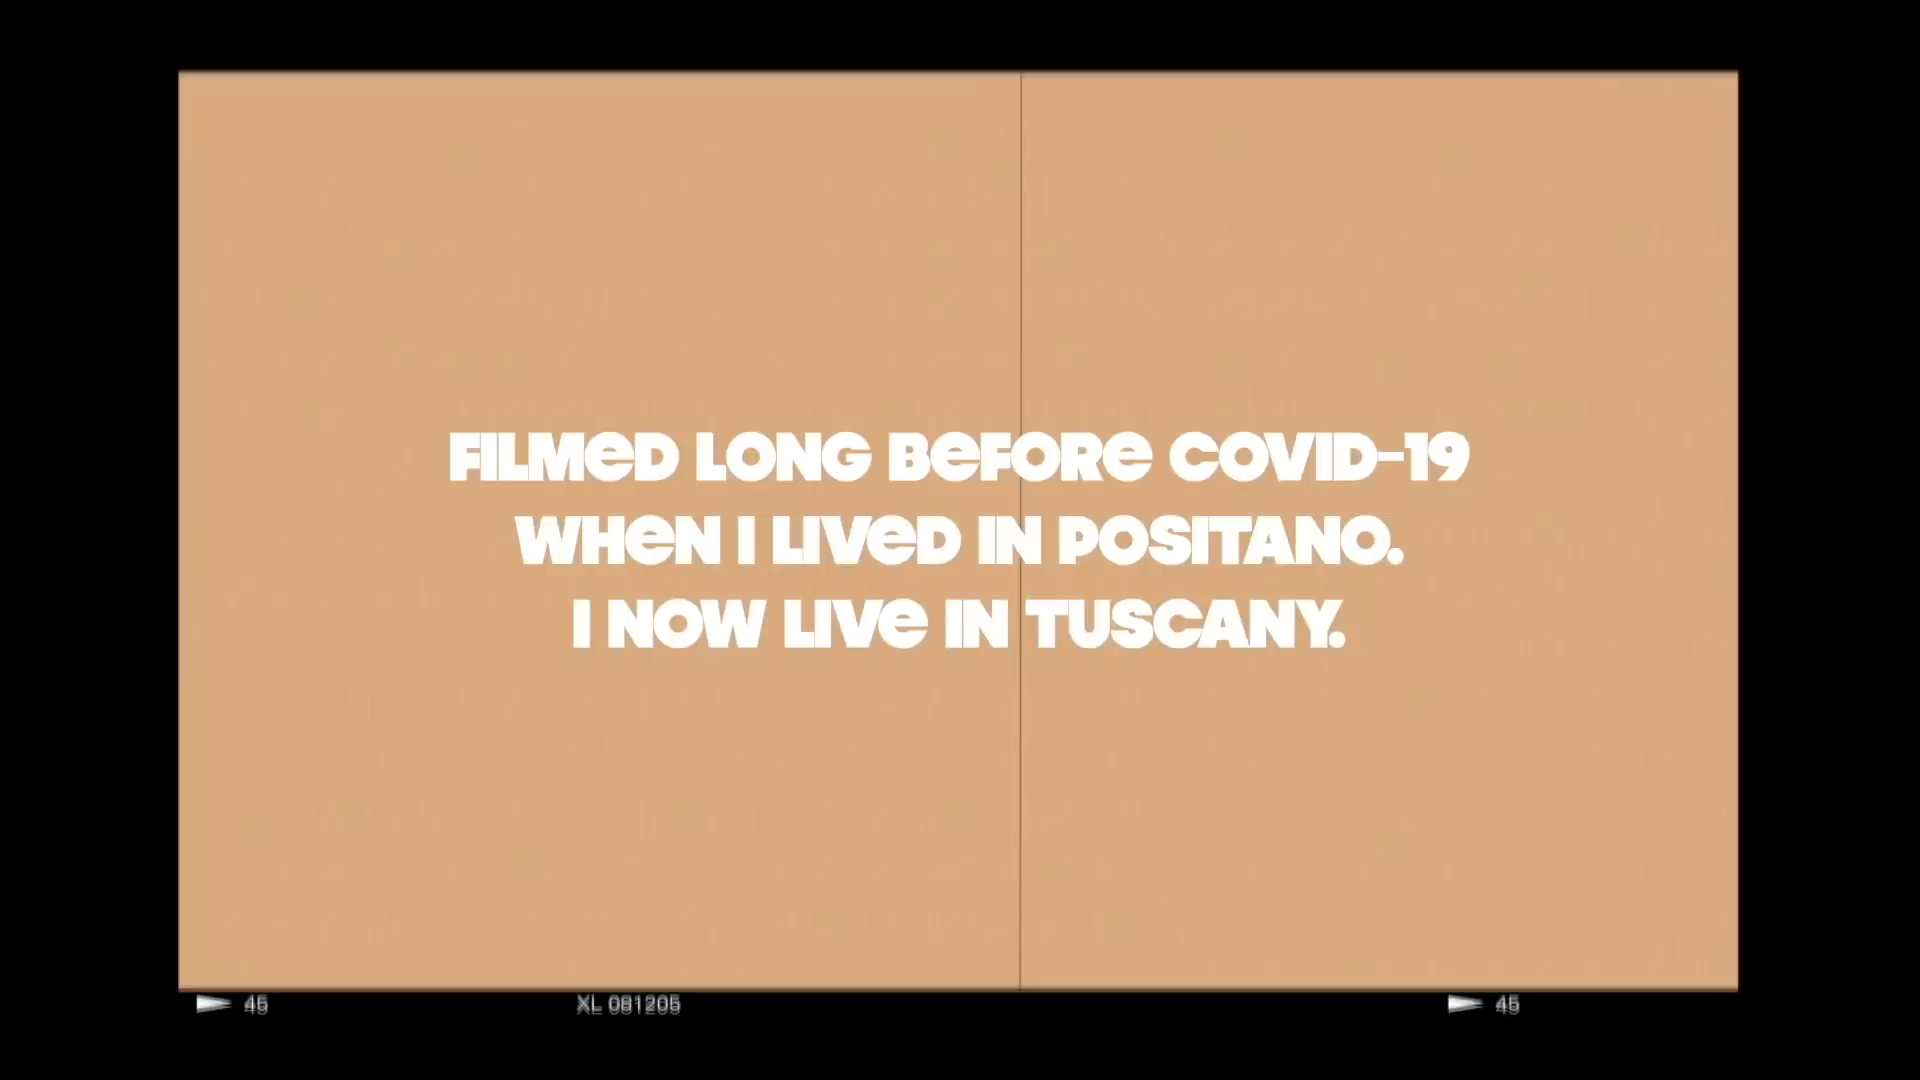 FILMED LONG BEFORE COVID-19
WHEN I LIVED IN POSITANO.
I NOW LIVE IN TUSCANY.
45 XL 081205 45